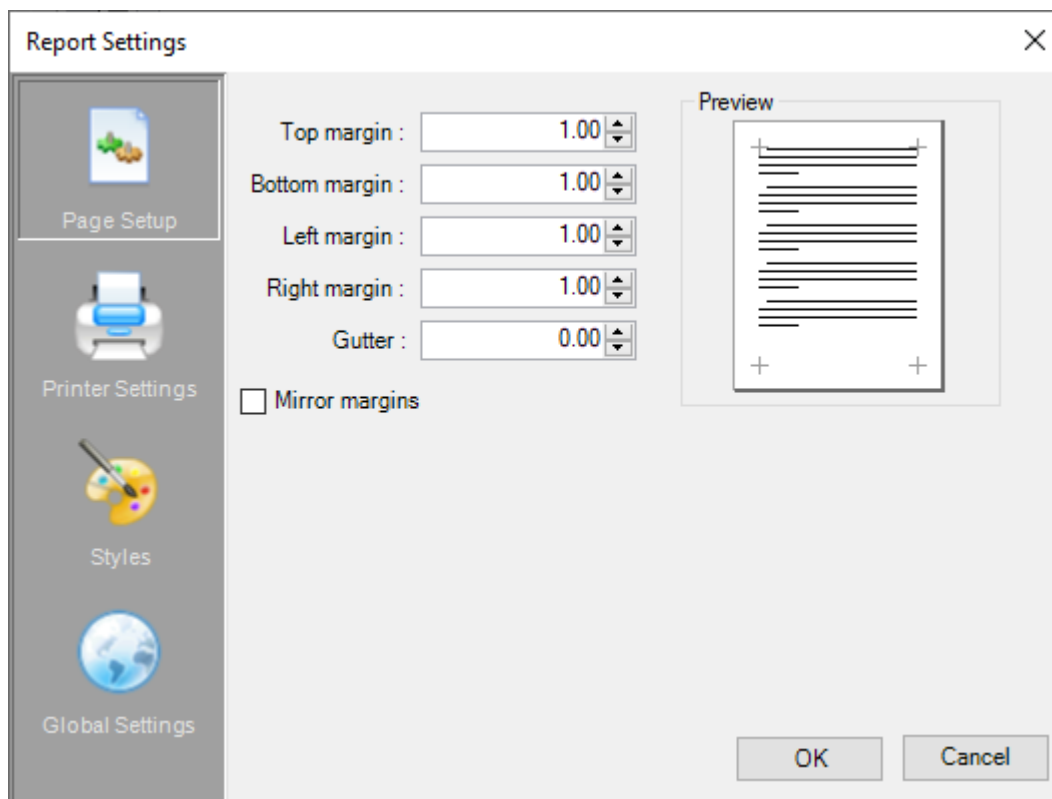 Report Settings
Page Setup
Printer Settings
Styles
Global Settings
Top margin : 1.00
Bottom margin : 1.00
Left margin : 1.00
Right margin : 1.00
Gutter : 0.00
Mirror margins
Preview
OK
Cancel